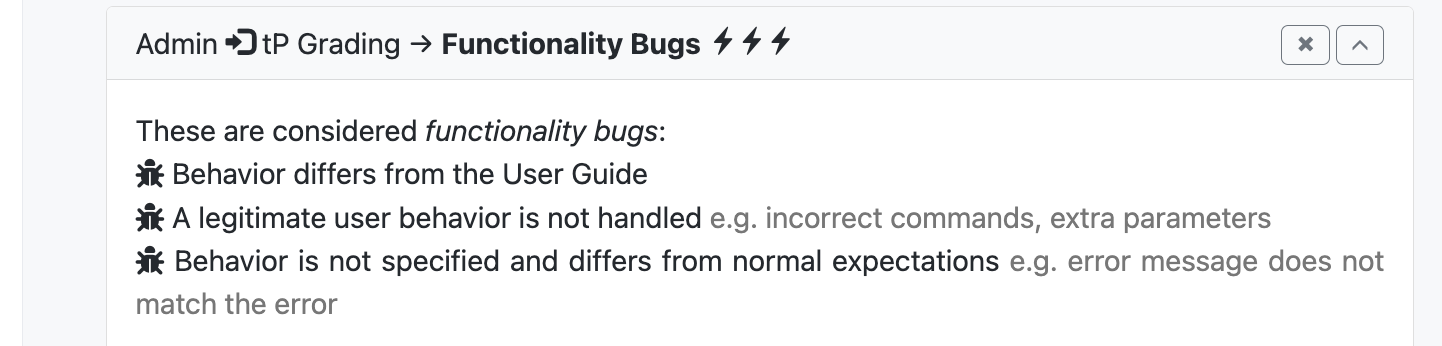 Admin tP Grading → Functionality Bugs
These are considered functionality bugs:
Behavior differs from the User Guide
A legitimate user behavior is not handled e.g. incorrect commands, extra parameters
Behavior is not specified and differs from normal expectations e.g. error message does not
match the error